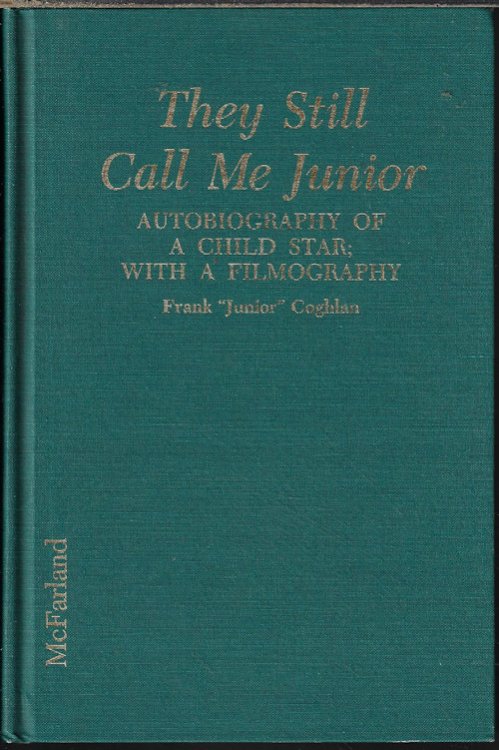 They Still
Call Me Junior
AUTOBIOGRAPHY OF
A CHILD STAR;
WITH A FILMOGRAPHY
Frank "Junior" Coghlan
McFarland